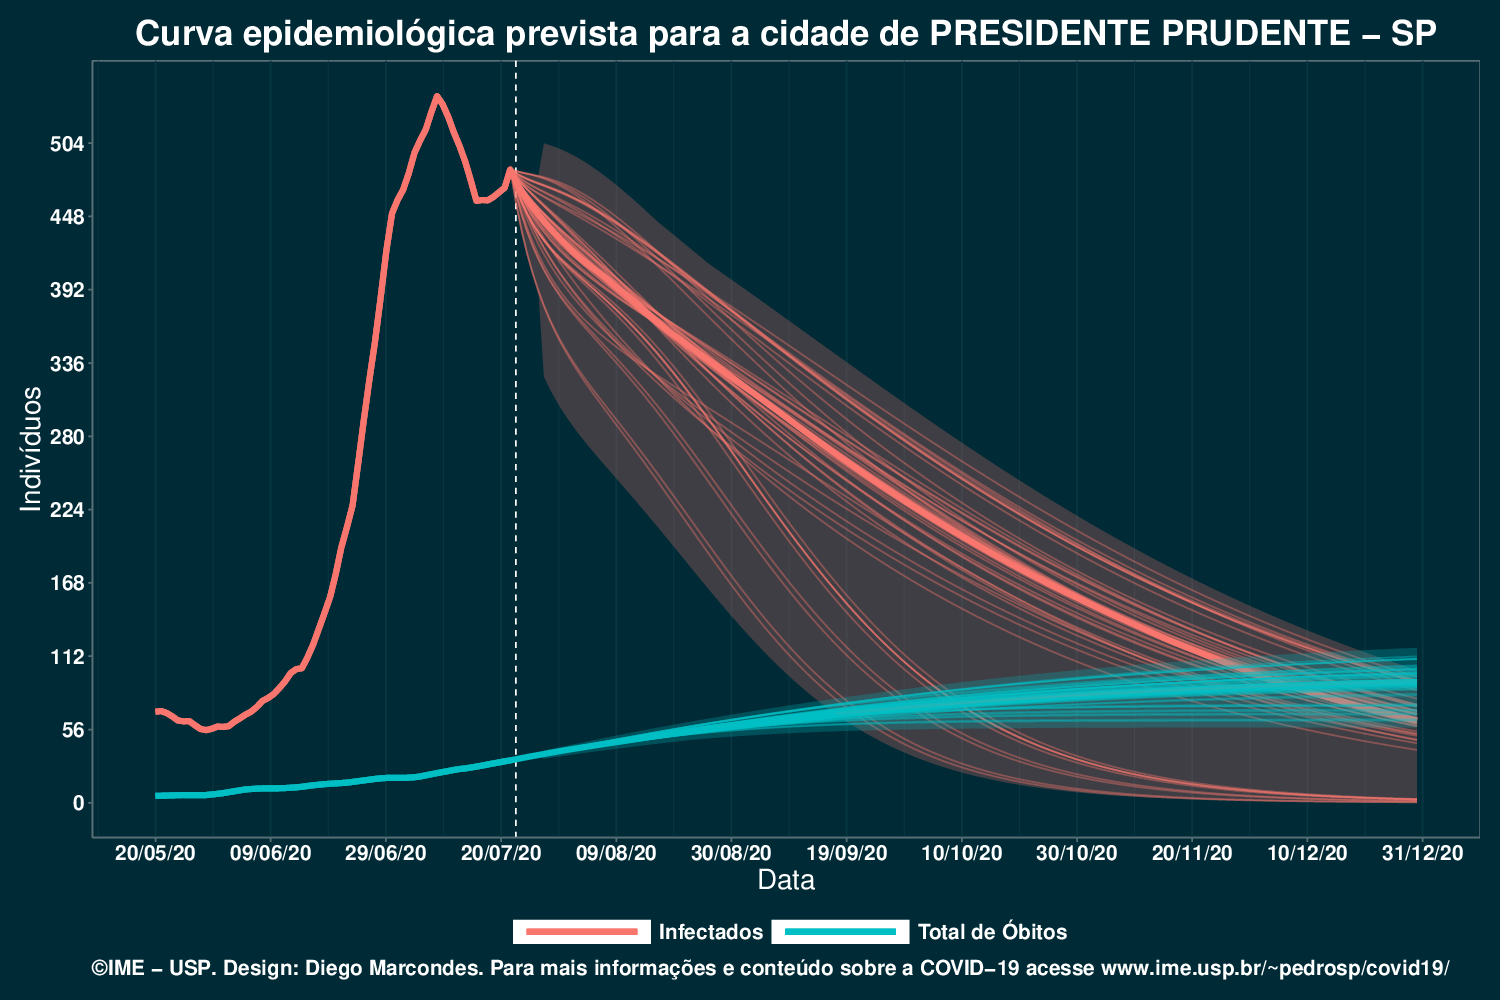 Curva epidemiológica prevista para a cidade de PRESIDENTE PRUDENTE – SP
Indivíduos
504
448
392
336
280
224
168
112
56
0
20/05/20 09/06/20 29/06/20 20/07/20 09/08/20 30/08/20 19/09/20 10/10/20 30/10/20 20/11/20 10/12/20 31/12/20
Data
Infectados Total de Óbitos
©IME – USP. Design: Diego Marcondes. Para mais informações e conteúdo sobre a COVID–19 acesse www.ime.usp.br/~pedrosp/covid19/